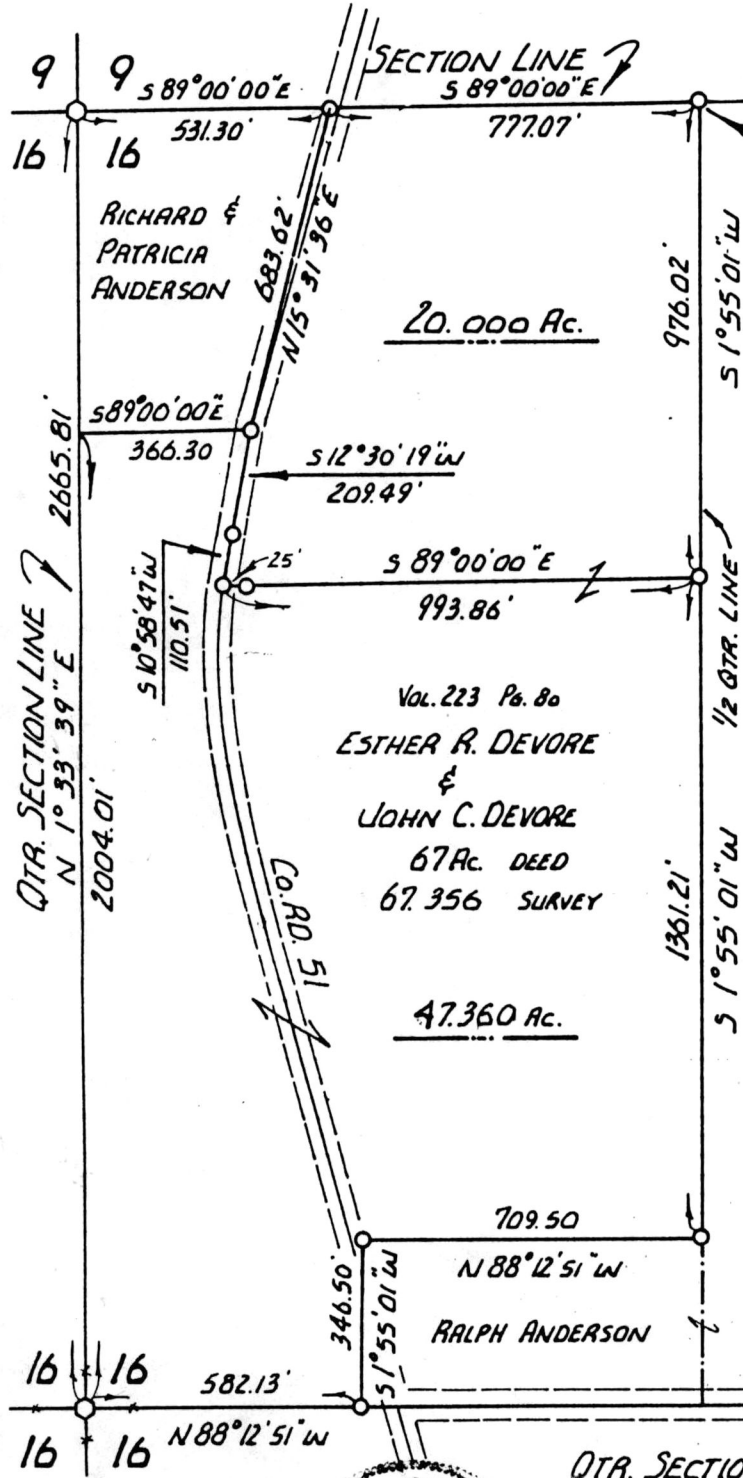 SECTION LINE
9 9
S 89°00'00"E
531.30'
S 89°00'00"E
777.07'
16 16
RICHARD &
PATRICIA
ANDERSON
683.62'
N 15° 31' 36"E
20.000 Ac.
976.02'
S 1°55'01"W
S89°00'00"E
366.30
S 12°30'19"W
209.49'
2665.81'
S 10°58'47"W
110.51'
25'
S 89°00'00"E
993.86'
1/2 QTR. LINE
QTR. SECTION LINE
N 1°33'39"E
2004.01'
VOL. 223 PG. 80
ESTHER R. DEVORE
&
JOHN C. DEVORE
67 Ac. DEED
67.356 SURVEY
CO. RD. 51
1361.21'
S 1°55'01"W
47.360 Ac.
709.50
N 88°12'51"W
346.50'
S 1°55'01"W
RALPH ANDERSON
16 16
582.13'
N 88°12'51"W
16 16
QTR. SECTIO